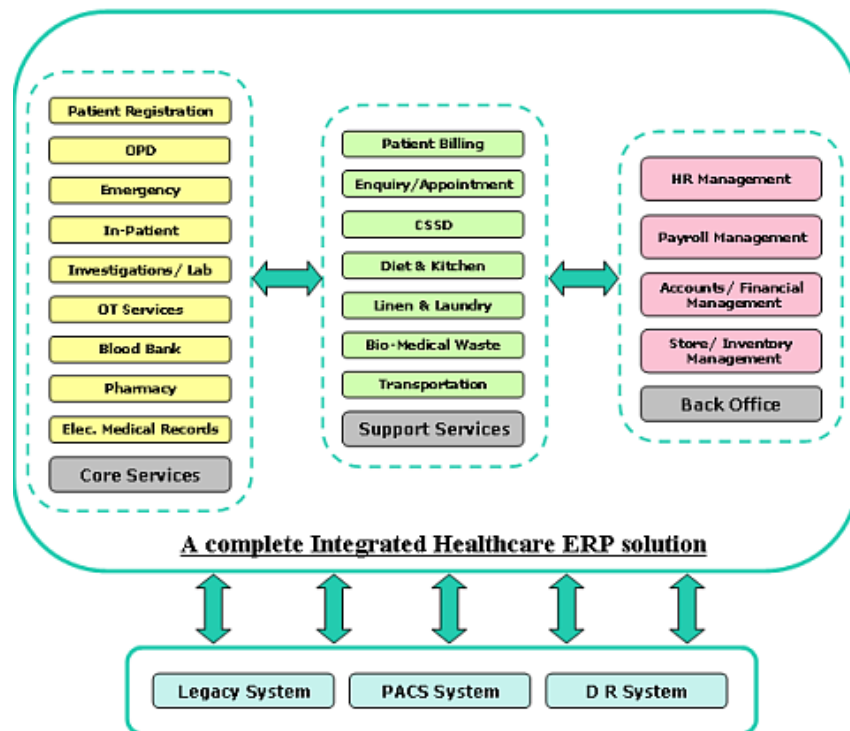 Patient Registration
OPD
Emergency
In-Patient
Investigations/ Lab
OT Services
Blood Bank
Pharmacy
Elec. Medical Records
Core Services
Patient Billing
Enquiry/Appointment
CSSD
Diet & Kitchen
Linen & Laundry
Bio-Medical Waste
Transportation
Support Services
HR Management
Payroll Management
Accounts/ Financial
Management
Store/ Inventory
Management
Back Office
A complete Integrated Healthcare ERP solution
Legacy System
PACS System
D R System